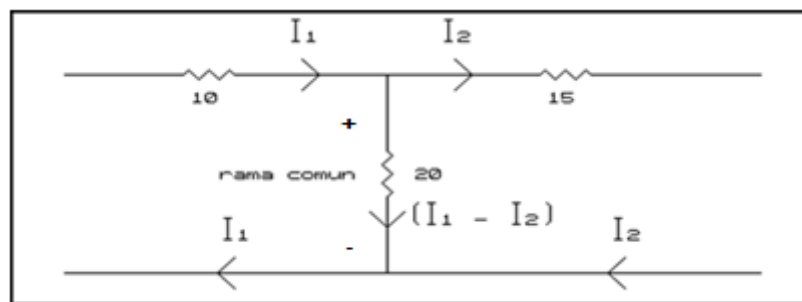 I₁ I₂
10 15
+
rama comun 20
(I₁ - I₂)
I₁ - I₂